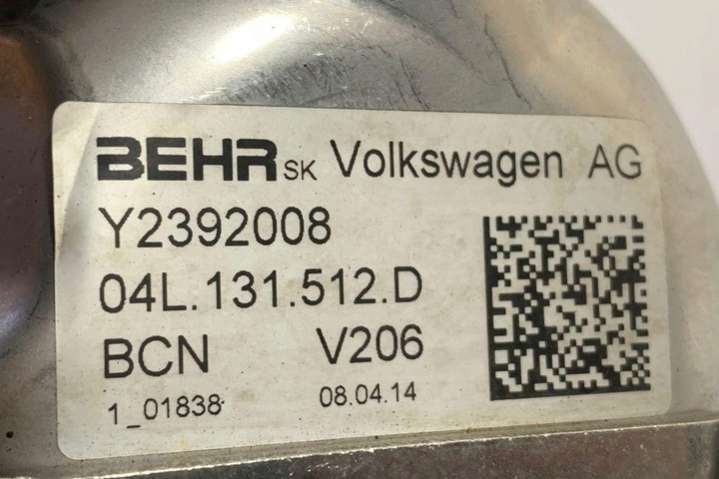 BEHR SK Volkswagen AG
Y2392008
04L.131.512.D
BCN V206
1_01838 08.04.14